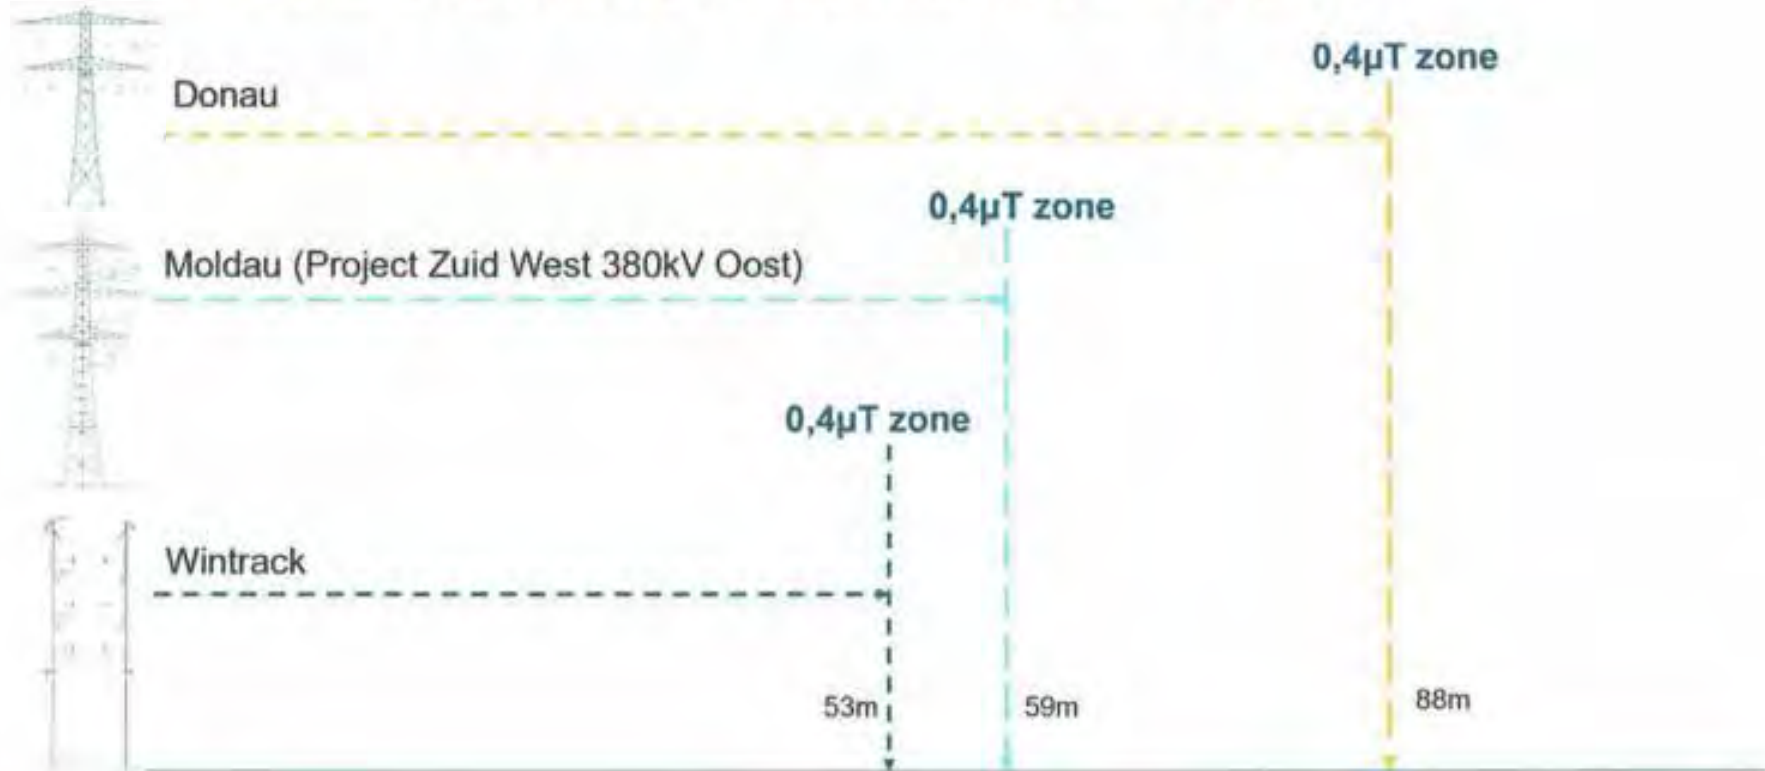 0,4µT zone
Donau
0,4µT zone
Moldau (Project Zuid West 380kV Oost)
0,4µT zone
Wintrack
53m
59m
88m